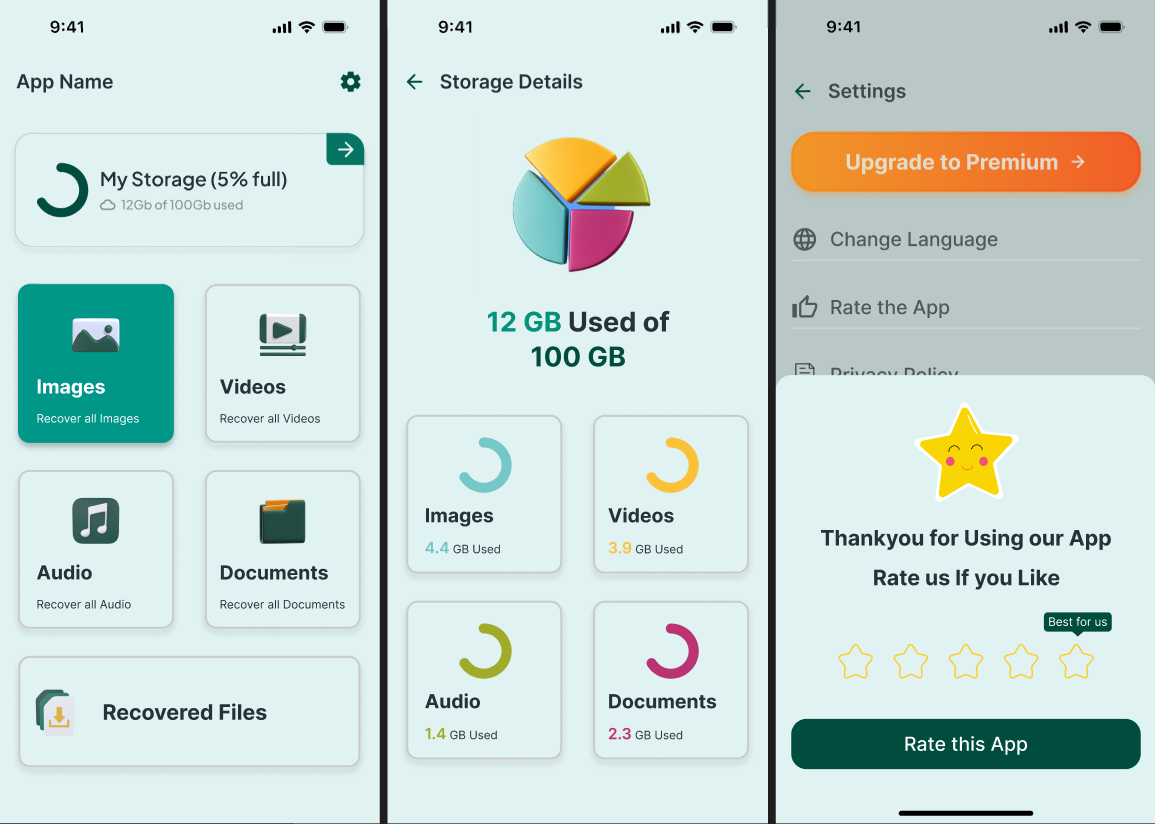 9:41
App Name
My Storage (5% full)
12Gb of 100Gb used
Images
Recover all Images
Videos
Recover all Videos
Audio
Recover all Audio
Documents
Recover all Documents
Recovered Files
9:41
Storage Details
12 GB Used of
100 GB
Images
4.4 GB Used
Videos
3.9 GB Used
Audio
1.4 GB Used
Documents
2.3 GB Used
9:41
Settings
Upgrade to Premium
Change Language
Rate the App
Privacy Policy
Thankyou for Using our App
Rate us If you Like
Best for us
Rate this App